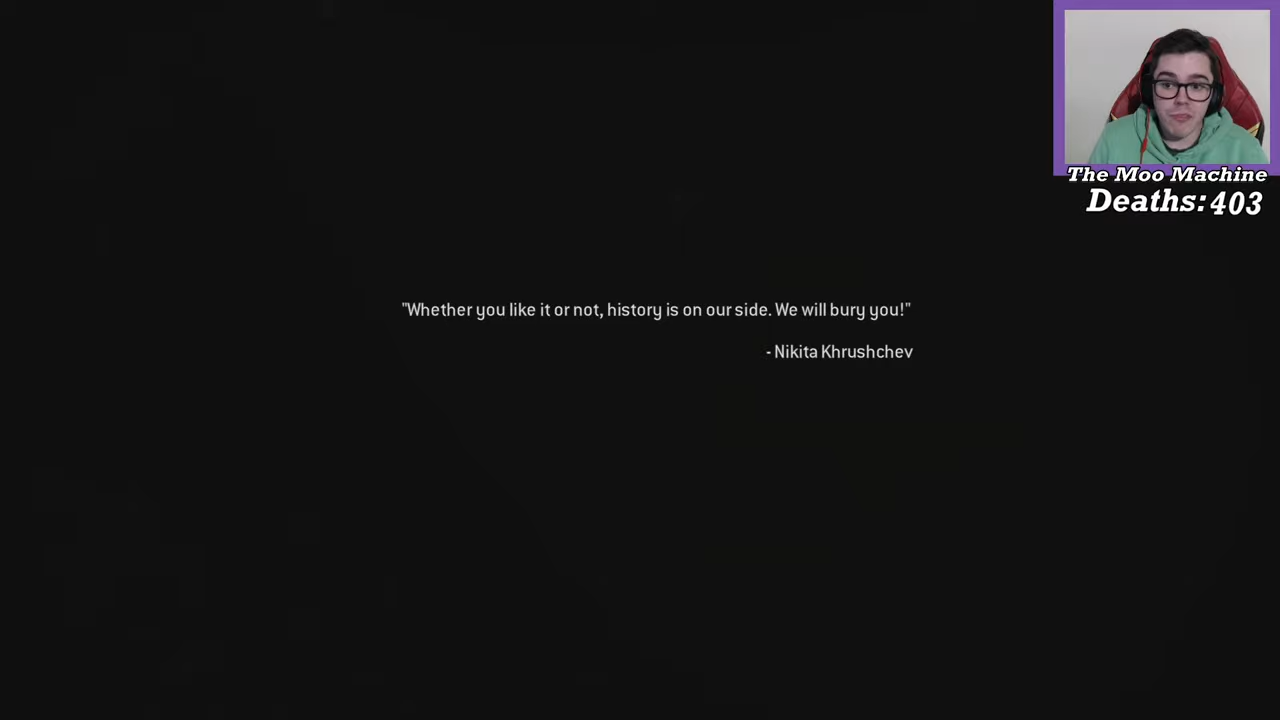 The Moo Machine
Deaths: 403
"Whether you like it or not, history is on our side. We will bury you!"
- Nikita Khrushchev